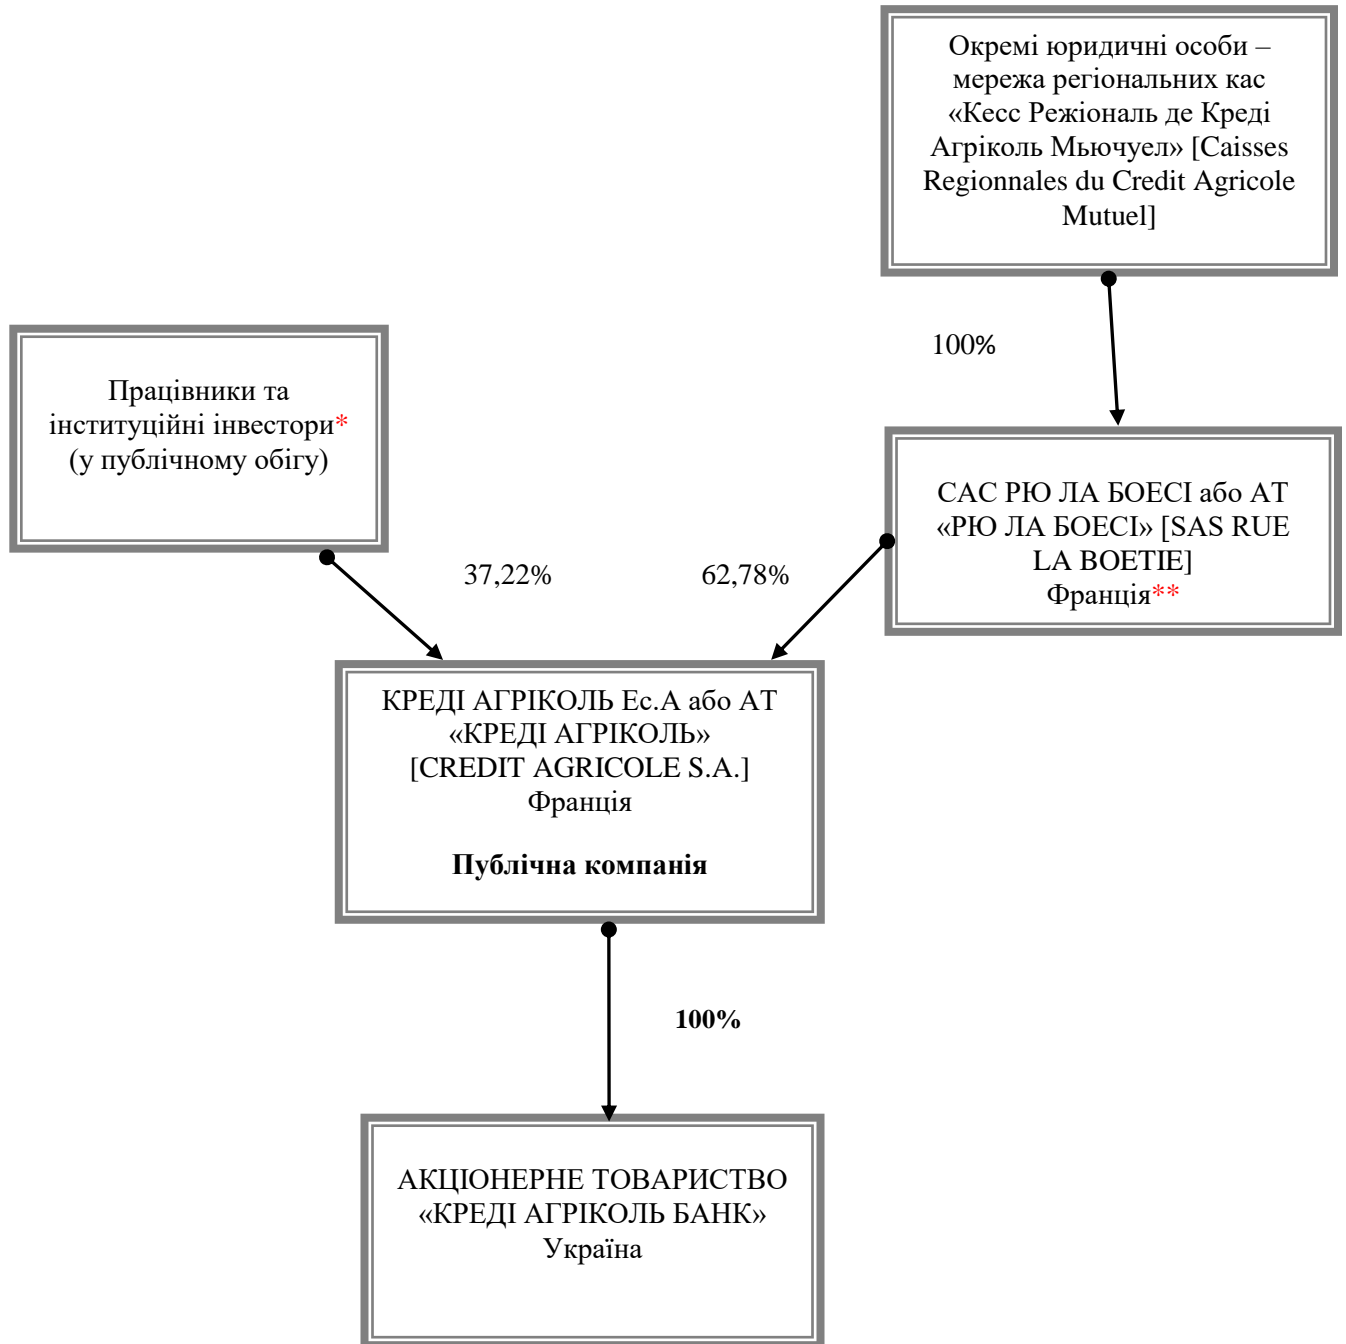 Окремі юридичні особи –
мережа регіональних кас
«Кесс Режіональ де Креді
Агріколь Мьючуел» [Caisses
Regionnales du Credit Agricole
Mutuel]
100%
Працівники та
інституційні інвестори*
(у публічному обігу)
САС РЮ ЛА БОЕСІ або АТ
«РЮ ЛА БОЕСІ» [SAS RUE
LA BOETIE]
Франція**
37,22%
62,78%
КРЕДІ АГРІКОЛЬ Ес.А або АТ
«КРЕДІ АГРІКОЛЬ»
[CREDIT AGRICOLE S.A.]
Франція
Публічна компанія
100%
АКЦІОНЕРНЕ ТОВАРИСТВО
«КРЕДІ АГРІКОЛЬ БАНК»
Україна